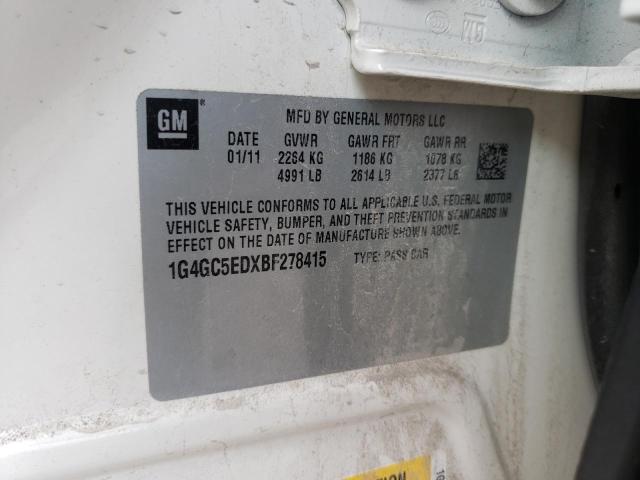 GM
MFD BY GENERAL MOTORS LLC
DATE GVWR GAWR FRT GAWR RR
01/11 2264 KG 1186 KG 1078 KG
4991 LB 2614 LB 2377 LB
THIS VEHICLE CONFORMS TO ALL APPLICABLE U.S. FEDERAL MOTOR
VEHICLE SAFETY, BUMPER, AND THEFT PREVENTION STANDARDS IN
EFFECT ON THE DATE OF MANUFACTURE SHOWN ABOVE.
1G4GC5EDXBF278415 TYPE: PASS CAR